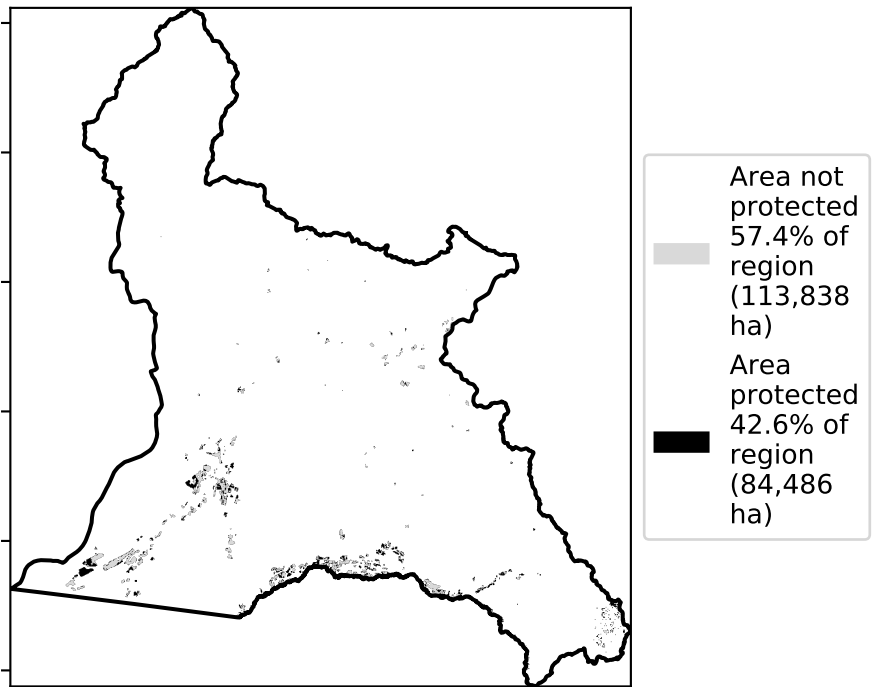 Area not
protected
57.4% of
region
(113,838
ha)
Area
protected
42.6% of
region
(84,486
ha)